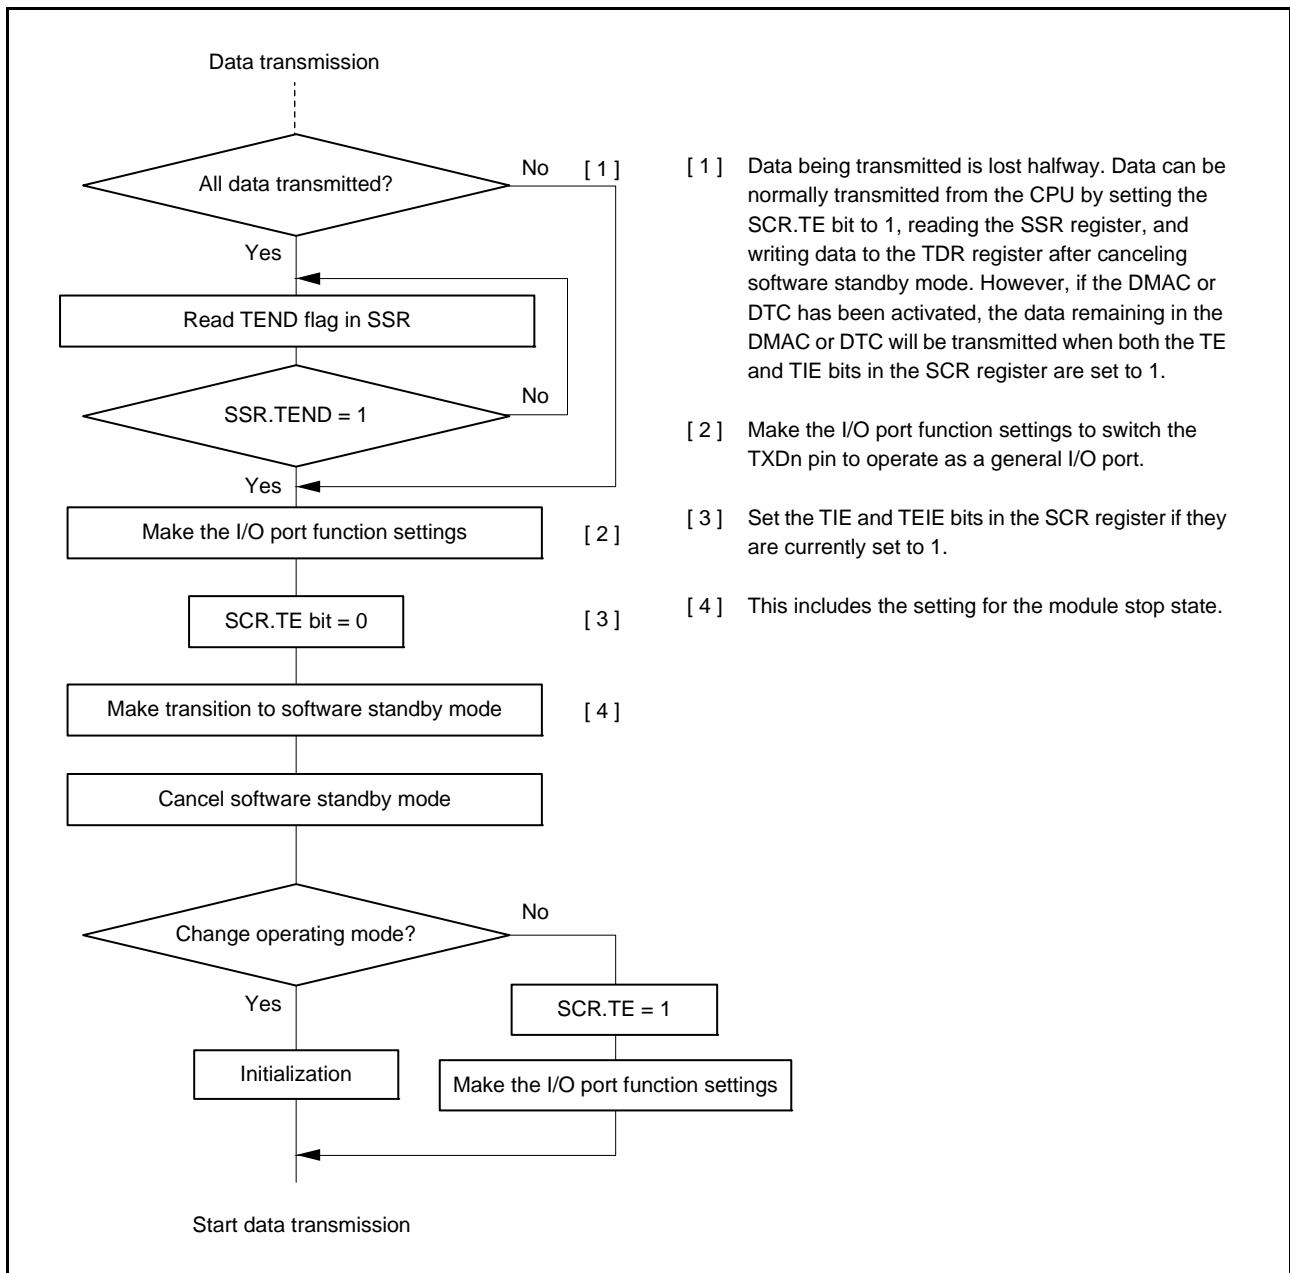 Data transmission
All data transmitted?
No [ 1 ]
Yes
Read TEND flag in SSR
SSR.TEND = 1
No
Yes
Make the I/O port function settings
[ 2 ]
SCR.TE bit = 0
[ 3 ]
Make transition to software standby mode
[ 4 ]
Cancel software standby mode
Change operating mode?
No
Yes
SCR.TE = 1
Initialization
Make the I/O port function settings
Start data transmission
[ 1 ] Data being transmitted is lost halfway. Data can be
normally transmitted from the CPU by setting the
SCR.TE bit to 1, reading the SSR register, and
writing data to the TDR register after canceling
software standby mode. However, if the DMAC or
DTC has been activated, the data remaining in the
DMAC or DTC will be transmitted when both the TE
and TIE bits in the SCR register are set to 1.
[ 2 ] Make the I/O port function settings to switch the
TXDn pin to operate as a general I/O port.
[ 3 ] Set the TIE and TEIE bits in the SCR register if they
are currently set to 1.
[ 4 ] This includes the setting for the module stop state.